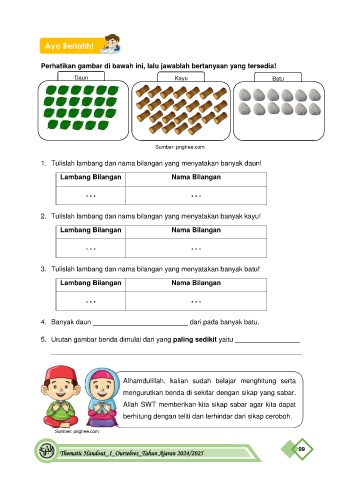 Ayo Berlatih!
Perhatikan gambar di bawah ini, lalu jawablah bertanyaan yang tersedia!
Daun
Kayu
Batu
Sumber: pngtree.com
1. Tulislah lambang dan nama bilangan yang menyatakan banyak daun!
Lambang Bilangan Nama Bilangan
... ...
2. Tulislah lambang dan nama bilangan yang menyatakan banyak kayu!
Lambang Bilangan Nama Bilangan
... ...
3. Tulislah lambang dan nama bilangan yang menyatakan banyak batu!
Lambang Bilangan Nama Bilangan
... ...
4. Banyak daun _________________________ dari pada banyak batu.
5. Urutan gambar benda dimulai dari yang paling sedikit yaitu _________________
Alhamdulillah, kalian sudah belajar menghitung serta
mengurutkan benda di sekitar dengan sikap yang sabar.
Allah SWT memberikan kita sikap sabar agar kita dapat
berhitung dengan teliti dan terhindar dari sikap ceroboh.
Sumber: pngtree.com
Thematic Handout_1_Ourselves_Tahun Ajaran 2024/2025
99